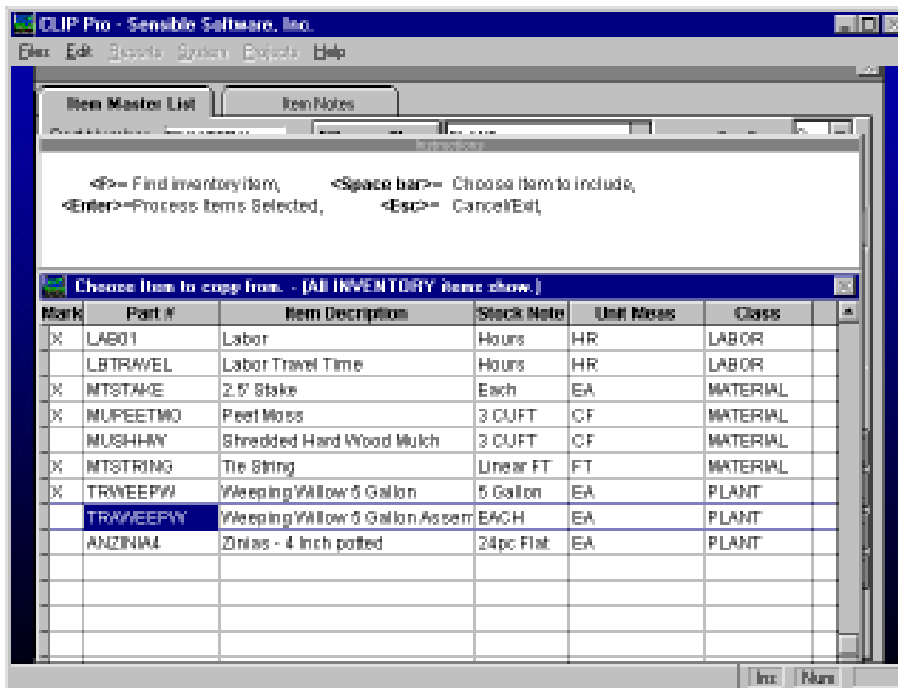 CLIP Pro - Sensible Software, Inc.
Files Edit Reports System Projects Help
Item Master List Item Notes
Instructions
<F>= Find inventory item, <Space bar>= Choose Item to include,
<Enter>=Process Items Selected, <Esc>= Cancel/Exit,
Choose Item to copy from. - (All INVENTORY items show.)
Mark Part # Item Decription Stock Note Unit Meas Class
X LAB01 Labor Hours HR LABOR
LBTRAVEL Labor Travel Time Hours HR LABOR
X MTSTAKE 2.5' Stake Each EA MATERIAL
X MUPEETMO Peet Moss 3 CUFT CF MATERIAL
MUSHHW Shredded Hard Wood Mulch 3 CUFT CF MATERIAL
X MTSTRING Tie String Linear FT FT MATERIAL
X TRWEEPW Weeping Willow 5 Gallon 5 Gallon EA PLANT
TRAWEEPW Weeping Willow 5 Gallon Assem EACH EA PLANT
ANZINIA4 Zinias - 4 Inch potted 24pc Flat EA PLANT
Ins Num